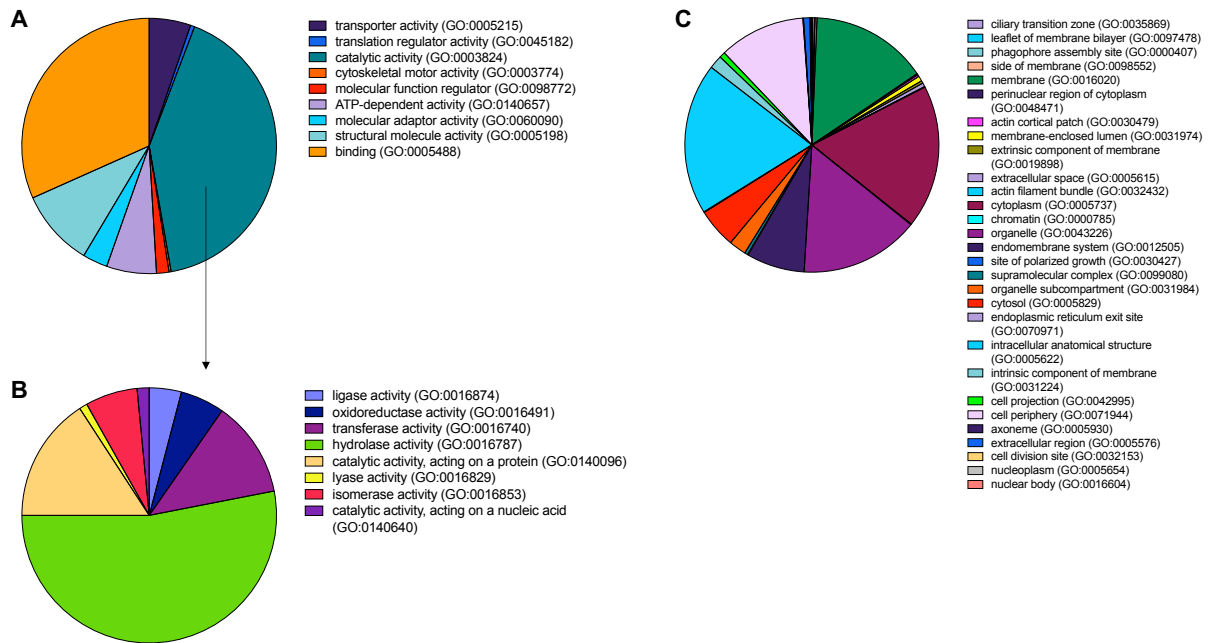 A
transporter activity (GO:0005215)
translation regulator activity (GO:0045182)
catalytic activity (GO:0003824)
cytoskeletal motor activity (GO:0003774)
molecular function regulator (GO:0098772)
ATP-dependent activity (GO:0140657)
molecular adaptor activity (GO:0060090)
structural molecule activity (GO:0005198)
binding (GO:0005488)
B
ligase activity (GO:0016874)
oxidoreductase activity (GO:0016491)
transferase activity (GO:0016740)
hydrolase activity (GO:0016787)
catalytic activity, acting on a protein (GO:0140096)
lyase activity (GO:0016829)
isomerase activity (GO:0016853)
catalytic activity, acting on a nucleic acid
(GO:0140640)
C
ciliary transition zone (GO:0035869)
leaflet of membrane bilayer (GO:0097478)
phagophore assembly site (GO:0000407)
side of membrane (GO:0098552)
membrane (GO:0016020)
perinuclear region of cytoplasm
(GO:0048471)
actin cortical patch (GO:0030479)
membrane-enclosed lumen (GO:0031974)
extrinsic component of membrane
(GO:0019898)
extracellular space (GO:0005615)
actin filament bundle (GO:0032432)
cytoplasm (GO:0005737)
chromatin (GO:0000785)
organelle (GO:0043226)
endomembrane system (GO:0012505)
site of polarized growth (GO:0030427)
supramolecular complex (GO:0099080)
organelle subcompartment (GO:0031984)
cytosol (GO:0005829)
endoplasmic reticulum exit site
(GO:0070971)
intracellular anatomical structure
(GO:0005622)
intrinsic component of membrane
(GO:0031224)
cell projection (GO:0042995)
cell periphery (GO:0071944)
axoneme (GO:0005930)
extracellular region (GO:0005576)
cell division site (GO:0032153)
nucleoplasm (GO:0005654)
nuclear body (GO:0016604)